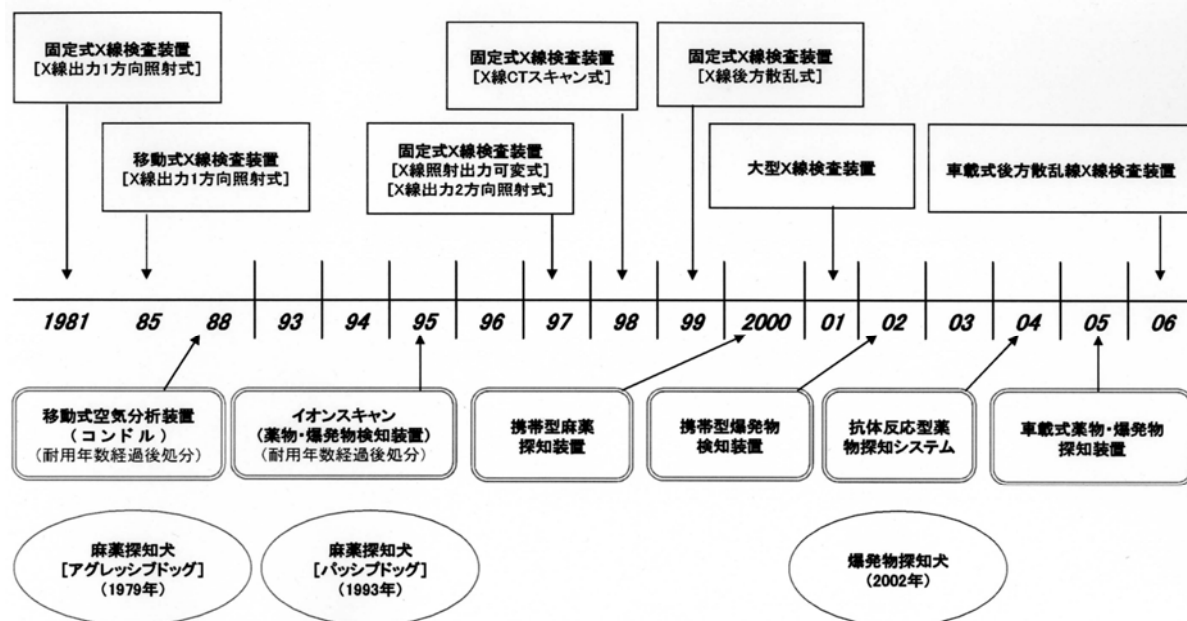 固定式X線検査装置
[X線出力1方向照射式]
固定式X線検査装置
[X線CTスキャン式]
固定式X線検査装置
[X線後方散乱式]
移動式X線検査装置
[X線出力1方向照射式]
固定式X線検査装置
[X線照射出力可変式]
[X線出力2方向照射式]
大型X線検査装置
車載式後方散乱線X線検査装置
1981 85 88 93 94 95 96 97 98 99 2000 01 02 03 04 05 06
移動式空気分析装置
(コンドル)
(耐用年数経過後処分)
イオンスキャン
(薬物・爆発物検知装置)
(耐用年数経過後処分)
携帯型麻薬
探知装置
携帯型爆発物
検知装置
抗体反応型薬
物探知システム
車載式薬物・爆発物
探知装置
麻薬探知犬
[アグレッシブドッグ]
(1979年)
麻薬探知犬
[パッシブドッグ]
(1993年)
爆発物探知犬
(2002年)